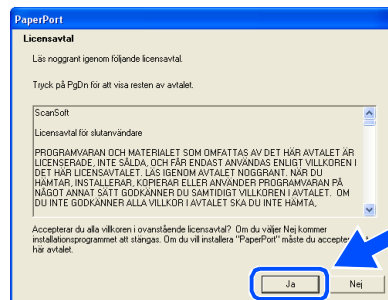 PaperPort
Licensavtal
Läs noggrant igenom följande licensavtal.
Tryck på PgDn för att visa resten av avtalet.
ScanSoft
Licensavtal för slutanvändare
PROGRAMVARAN OCH MATERIALET SOM OMFATTAS AV DET HÄR AVTALET ÄR
LICENSERADE, INTE SÅLDA, OCH FÅR ENDAST ANVÄNDAS ENLIGT VILLKOREN I
DET HÄR LICENSAVTALET. LÄS IGENOM AVTALET NOGGRANT. NÄR DU
HÄMTAR, INSTALLERAR, KOPIERAR ELLER ANVÄNDER PROGRAMVARAN PÅ
NÅGOT ANNAT SÄTT GODKÄNNER DU SAMTIDIGT VILLKOREN I AVTALET. OM
DU INTE GODKÄNNER ALLA VILLKOR I AVTALET SKA DU INTE HÄMTA,
Accepterar du alla villkoren i ovanstående licensavtal? Om du väljer Nej kommer
installationsprogrammet att stängas. Om du vill installera "PaperPort" måste du
här avtalet.
Ja
Nej